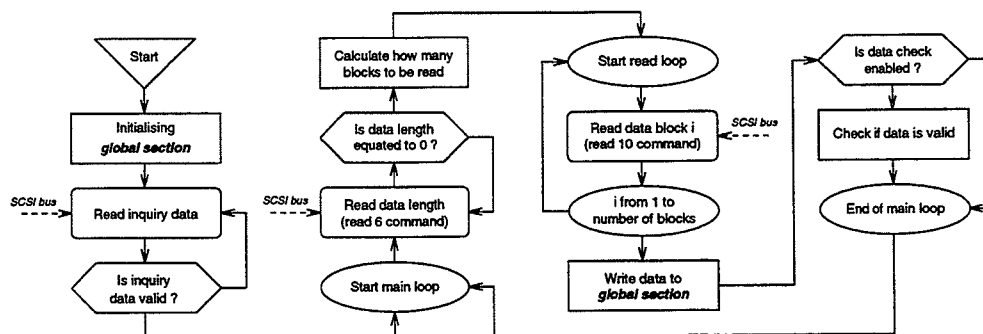 Start
Initialising
global section
SCSI bus
Read inquiry data
Is inquiry
data valid ?
Calculate how many
blocks to be read
Is data length
equated to 0 ?
SCSI bus
Read data length
(read 6 command)
Start main loop
Start read loop
Read data block i
(read 10 command)
SCSI bus
i from 1 to
number of blocks
Write data to
global section
Is data check
enabled ?
Check if data is valid
End of main loop